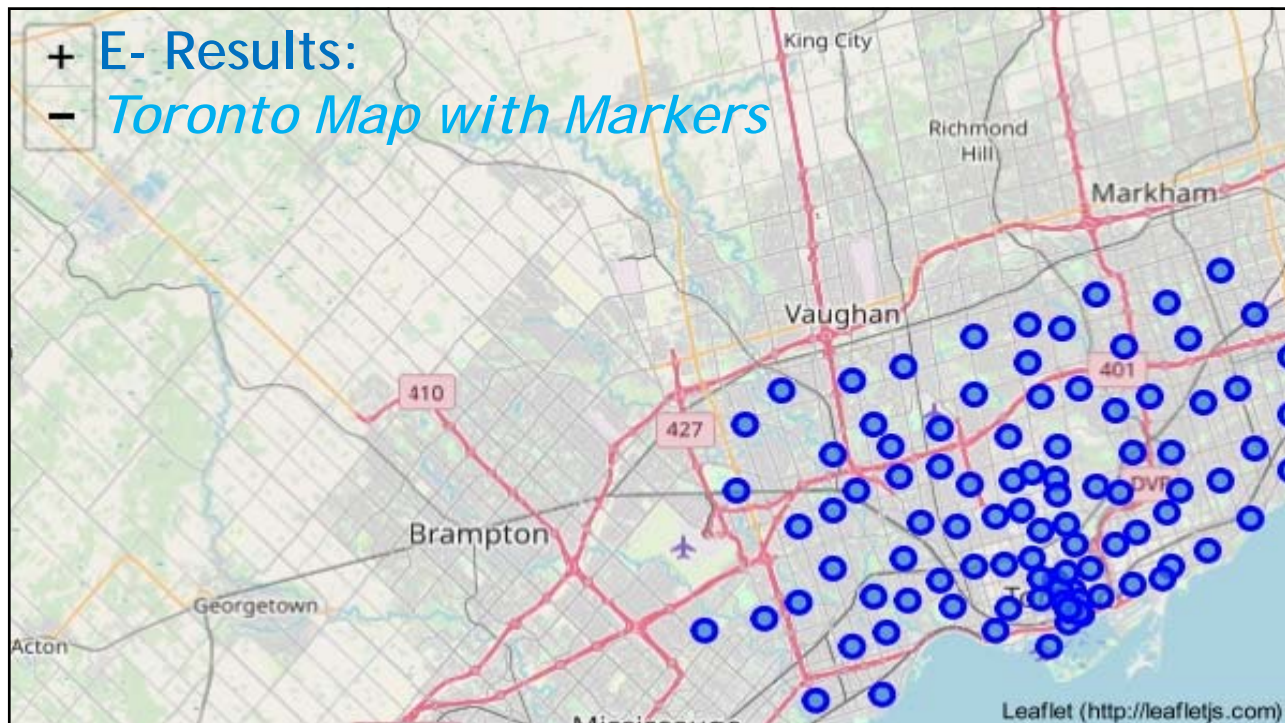 +
−
E- Results:
Toronto Map with Markers
King City
Richmond
Hill
Markham
Vaughan
401
410
427
DVP
Brampton
Georgetown
Acton
Leaflet (http://leafletjs.com)